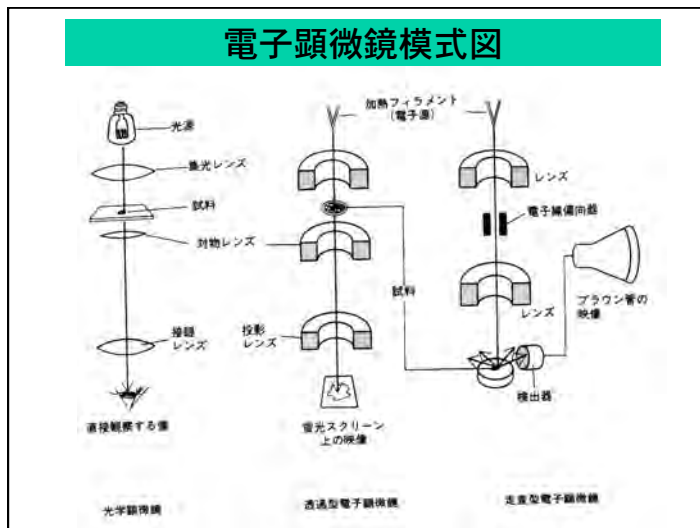 電子顕微鏡模式図
加熱フィラメント
(電子源)
光源
集光レンズ
レンズ
試料
電子線偏向器
対物レンズ
試料
ブラウン管の
映像
レンズ
接眼
レンズ
投影
レンズ
検出器
直接観察する像
蛍光スクリーン
上の映像
光学顕微鏡
透過型電子顕微鏡
走査型電子顕微鏡